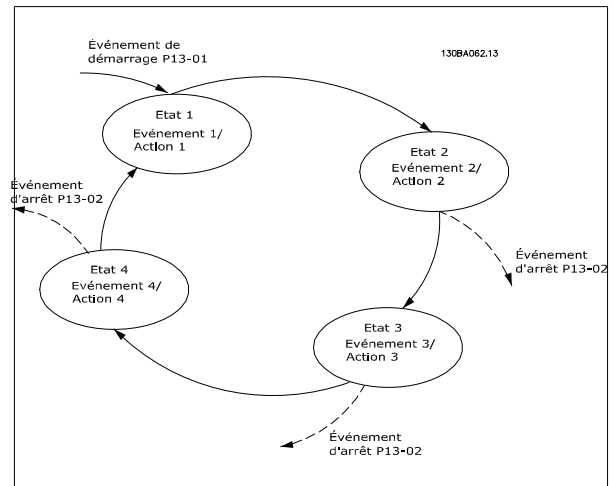 Événement de
démarrage P13-01
130BA062.13
Etat 1
Evénement 1/
Action 1
Etat 2
Evénement 2/
Action 2
Événement
d'arrêt P13-02
Événement
d'arrêt P13-02
Etat 4
Evénement 4/
Action 4
Etat 3
Evénement 3/
Action 3
Événement
d'arrêt P13-02